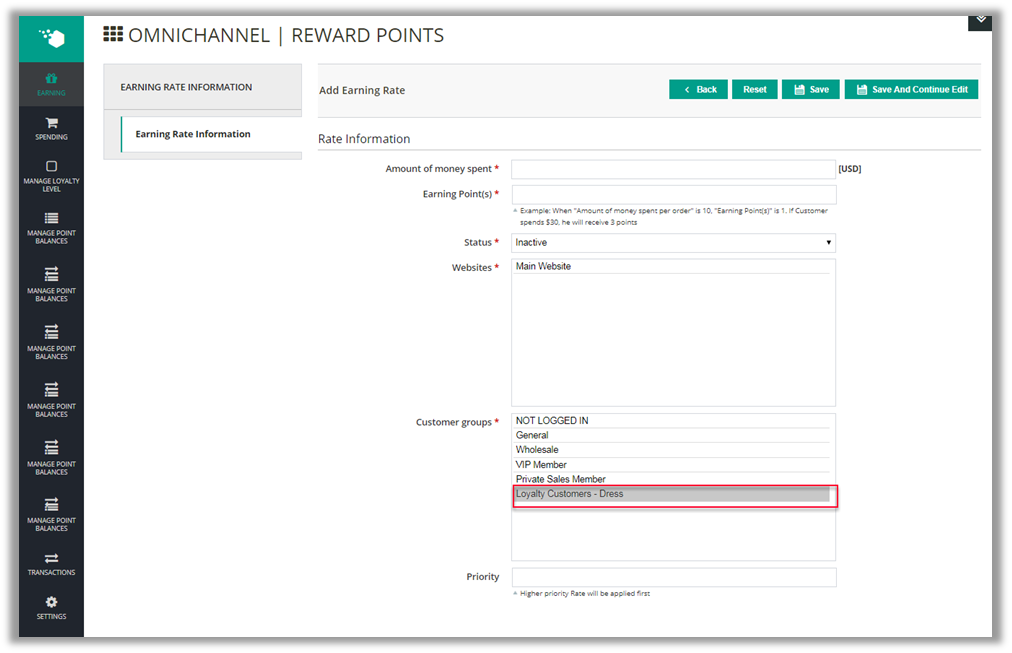 OMNICHANNEL | REWARD POINTS
EARNING
SPENDING
MANAGE LOYALTY
LEVEL
MANAGE POINT
BALANCES
MANAGE POINT
BALANCES
MANAGE POINT
BALANCES
MANAGE POINT
BALANCES
MANAGE POINT
BALANCES
MANAGE POINT
BALANCES
TRANSACTIONS
SETTINGS
EARNING RATE INFORMATION
Earning Rate Information
Add Earning Rate
Back
Reset
Save
Save And Continue Edit
Rate Information
Amount of money spent *
[USD]
Earning Point(s) *
Example: When "Amount of money spent per order" is 10, "Earning Point(s)" is 1. If Customer
spends $30, he will receive 3 points
Status *
Inactive
Websites *
Main Website
Customer groups *
NOT LOGGED IN
General
Wholesale
VIP Member
Private Sales Member
Loyalty Customers - Dress
Priority
Higher priority Rate will be applied first